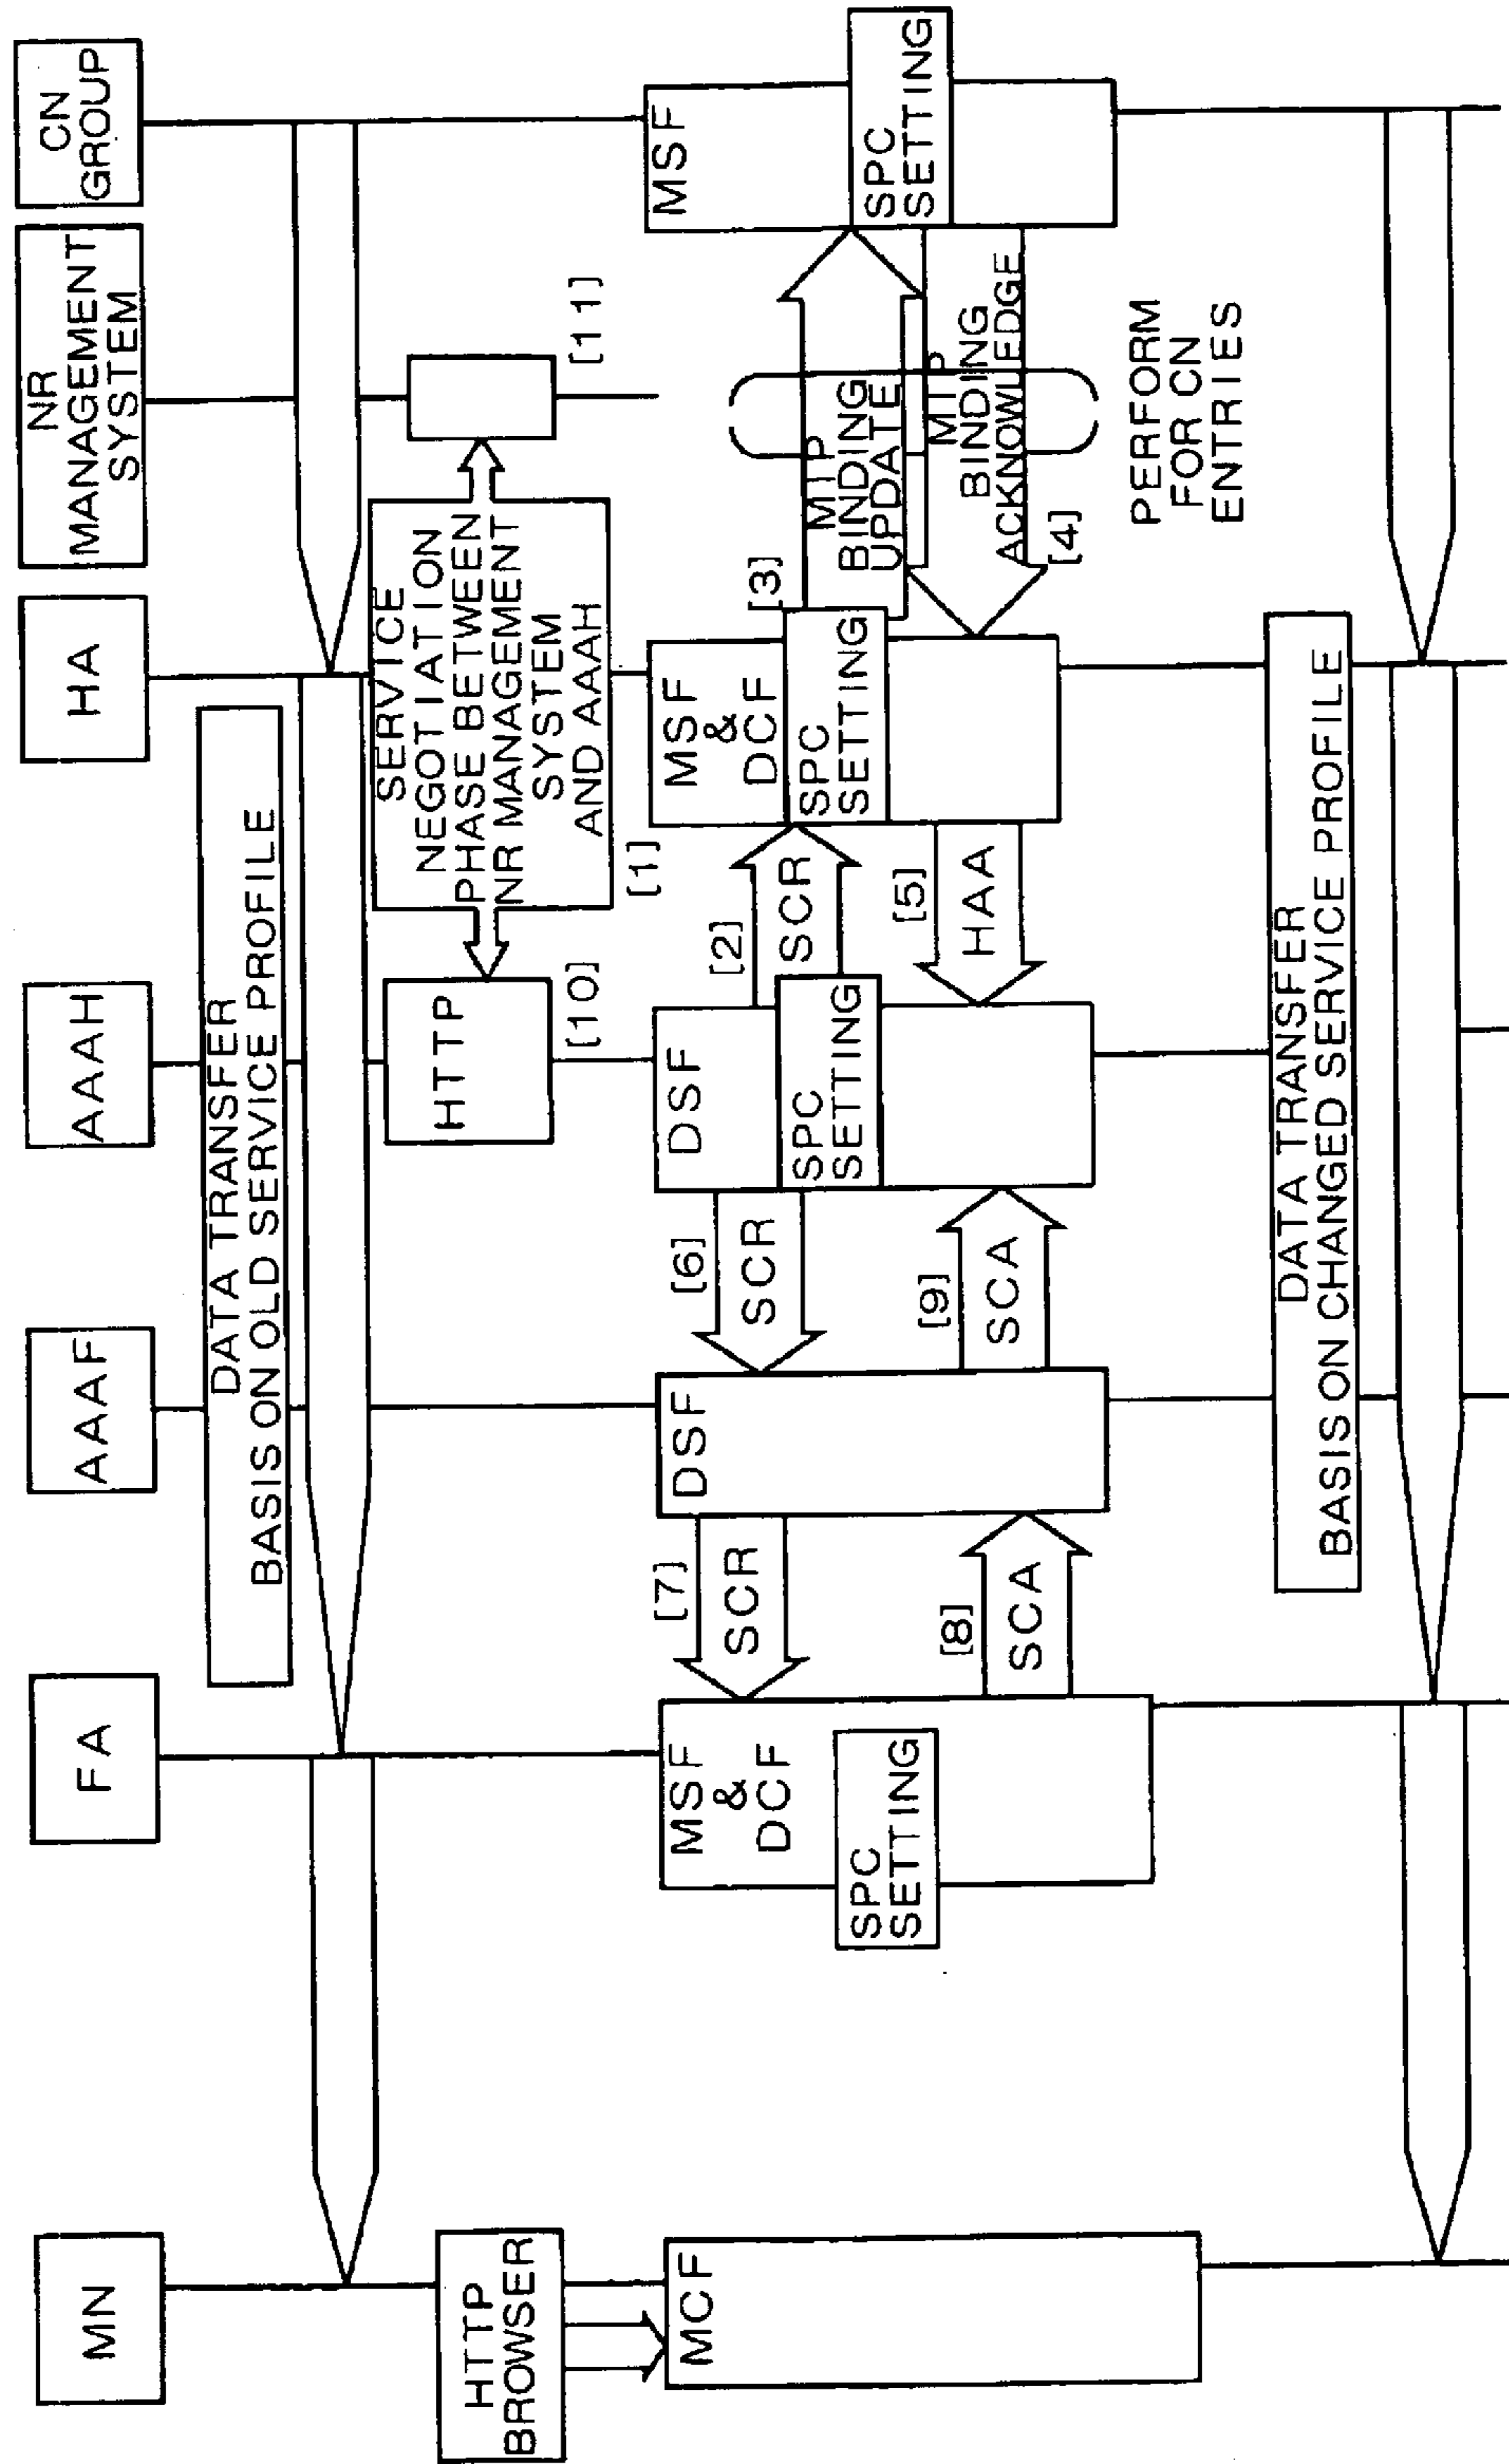 MN
FA
AAAF
AAAH
HA
NR
MANAGEMENT
SYSTEM
CN
GROUP
DATA TRANSFER
BASIS ON OLD SERVICE PROFILE
HTTP
BROWSER
HTTP
[10]
SERVICE
NEGOTIATION
PHASE BETWEEN
NR MANAGEMENT
SYSTEM
AND AAAH
[1]
[11]
MCF
MSF
&
DCF
SPC
SETTING
[7]
SCR
[8]
SCA
DSF
[6]
SCR
[9]
SCA
DSF
SPC
SETTING
[2]
SCR
[5]
HAA
MSF
&
DCF
SPC
SETTING
[3]
MIP
BINDING
UPDATE
MIP
BINDING
ACKNOWLEDGE
[4]
MSF
SPC
SETTING
PERFORM
FOR CN
ENTRIES
DATA TRANSFER
BASIS ON CHANGED SERVICE PROFILE